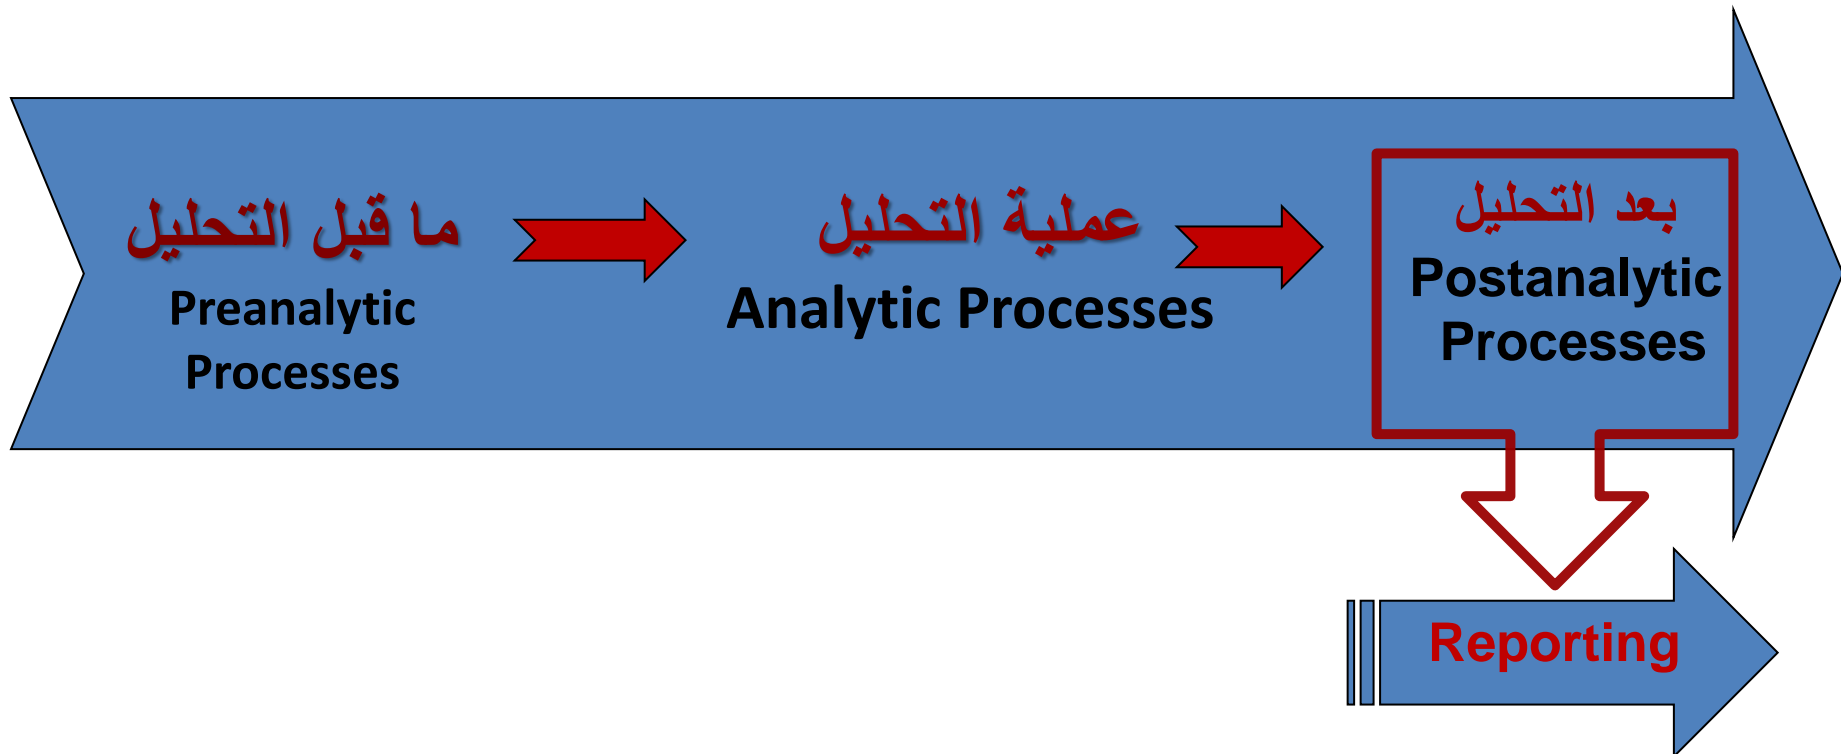 ما قبل التحليل
Preanalytic
Processes
عملية التحليل
Analytic Processes
بعد التحليل
Postanalytic
Processes
Reporting